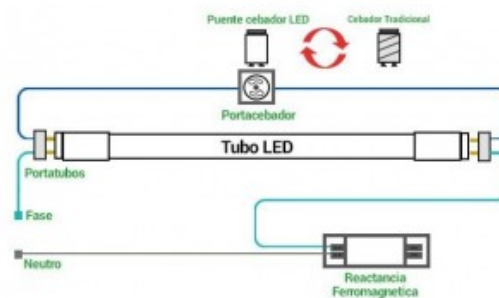 Puente cebador LED
Cebador Tradicional
Portacebador
Tubo LED
Portatubos
Fase
Neutro
Reactancia
Ferromagnetica